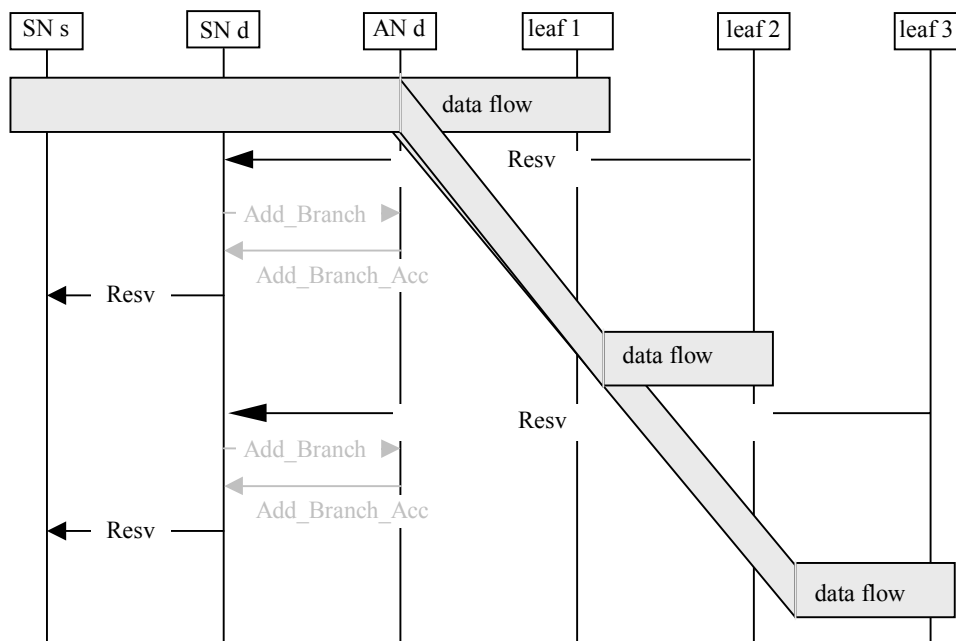 SN s
SN d
AN d
leaf 1
leaf 2
leaf 3
data flow
Resv
Add_Branch
Add_Branch_Acc
Resv
data flow
Resv
Add_Branch
Add_Branch_Acc
Resv
data flow